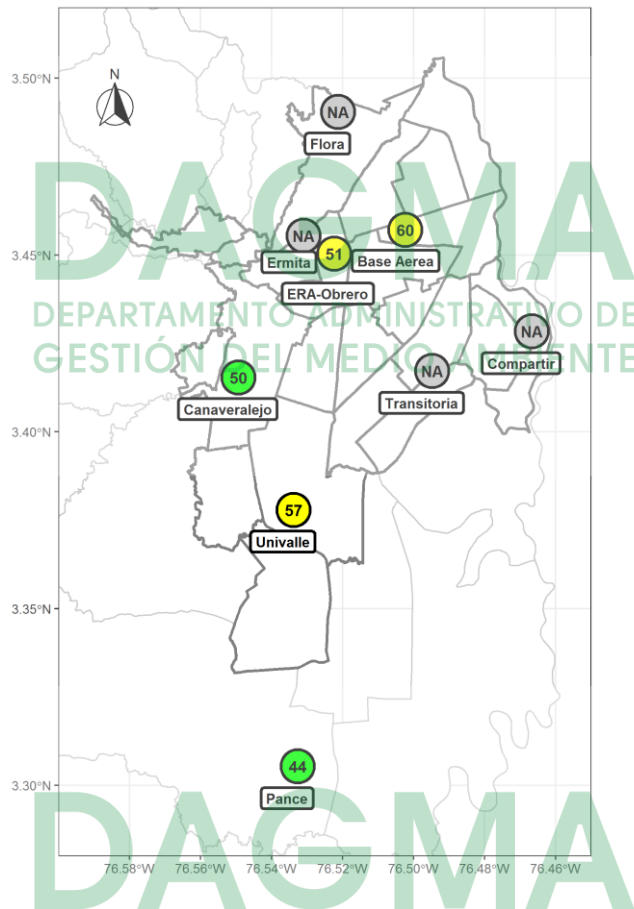 N
3.50°N
NA
Flora
DAGMA
60
NA
51
3.45°N
Ermita
Base Aerea
ERA-Obrero
DEPARTAMENTO ADMINISTRATIVO DE
NA
GESTIÓN DEL MEDIO AMBIENTE
Compartir
50
NA
Canaveralejo
Transitoria
3.40°N
57
Univalle
3.35°N
44
3.30°N
Pance
DAGMA
76.58°W 76.56°W 76.54°W 76.52°W 76.50°W 76.48°W 76.46°W